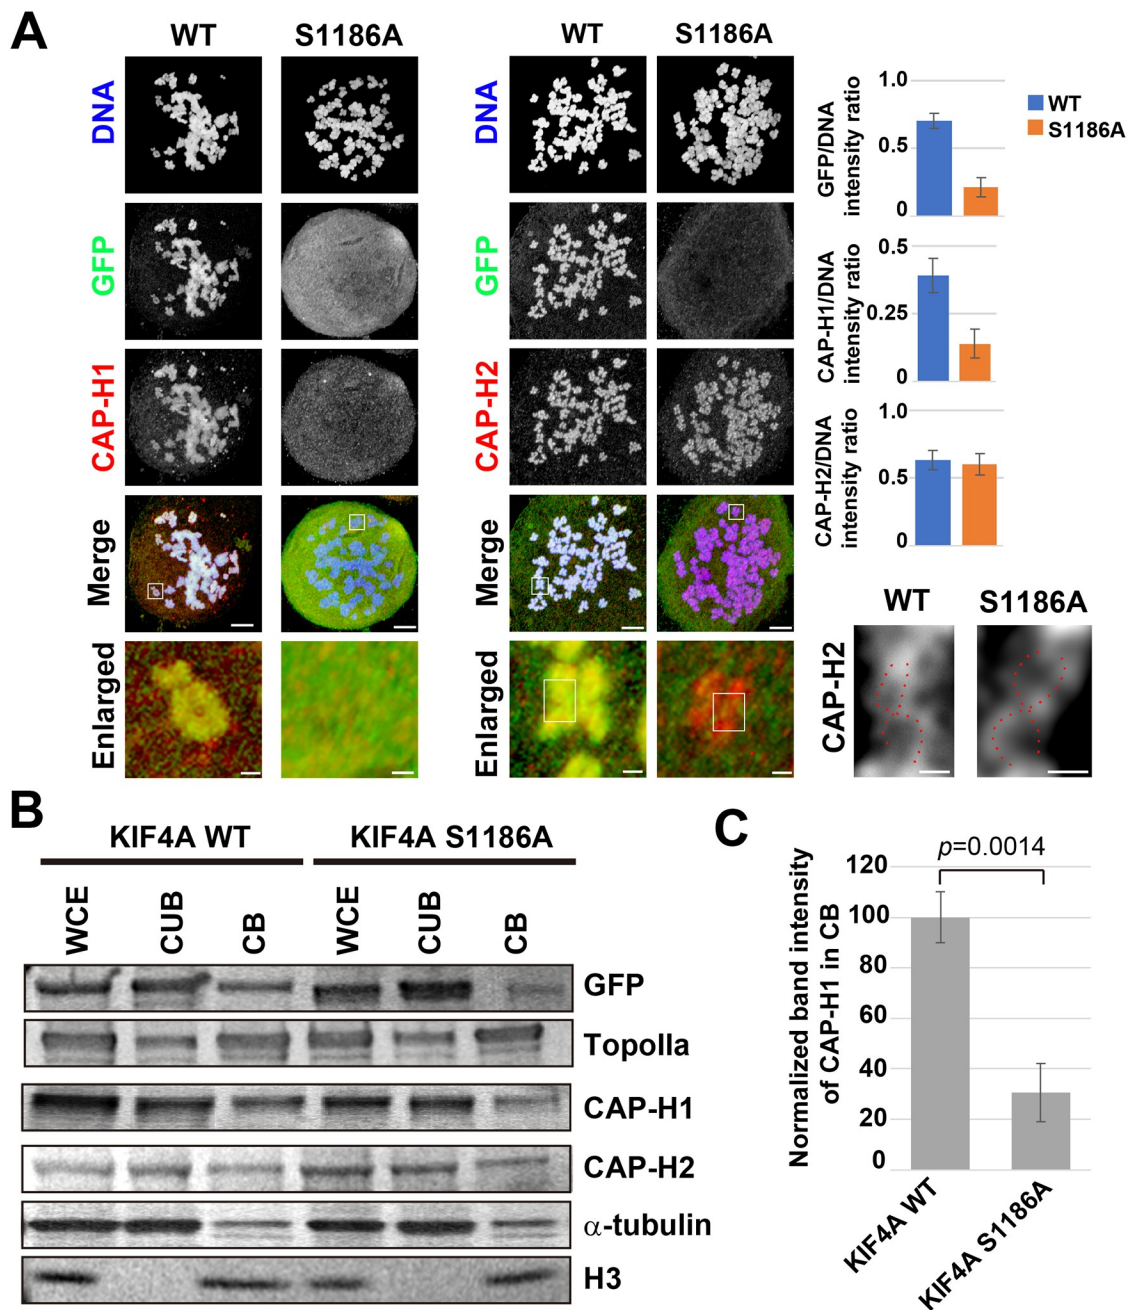 A
WT
S1186A
WT
S1186A
DNA
GFP
CAP-H1
Merge
Enlarged
DNA
GFP
CAP-H2
Merge
Enlarged
GFP/DNA
intensity ratio
1.0
0.5
0
WT
S1186A
CAP-H1/DNA
intensity ratio
0.5
0.25
0
CAP-H2/DNA
intensity ratio
1.0
0.5
0
WT
S1186A
CAP-H2
B
KIF4A WT
KIF4A S1186A
WCE
CUB
CB
WCE
CUB
CB
GFP
Topolla
CAP-H1
CAP-H2
α-tubulin
H3
C
p=0.0014
Normalized band intensity
of CAP-H1 in CB
120
100
80
60
40
20
0
KIF4A WT
KIF4A S1186A